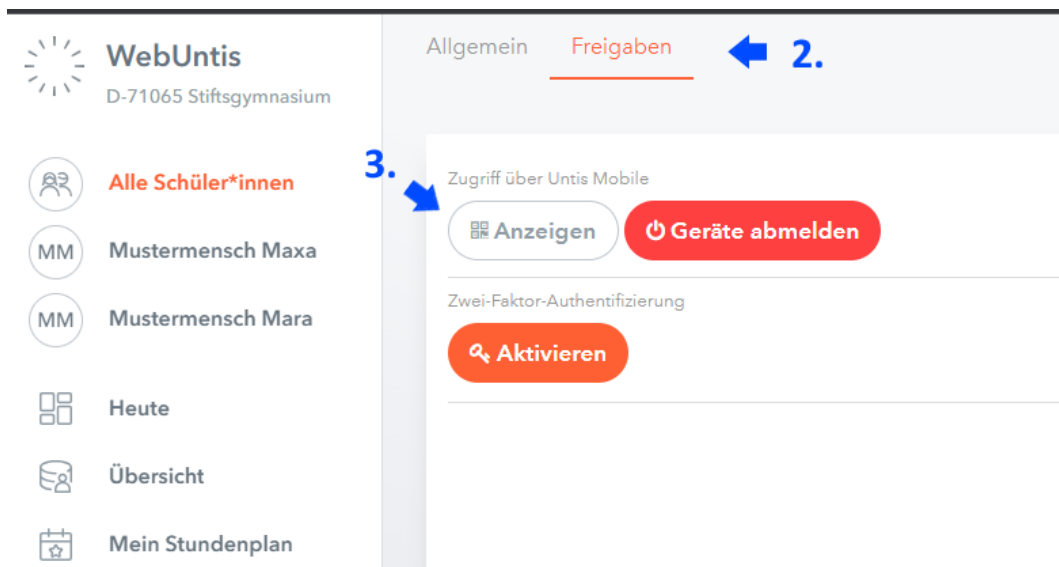 WebUntis
D-71065 Stiftsgymnasium
Alle Schüler*innen
MM
Mustermensch Maxa
MM
Mustermensch Mara
Heute
Übersicht
Mein Stundenplan
Allgemein Freigaben 2.
3.
Zugriff über Untis Mobile
Anzeigen Geräte abmelden
Zwei-Faktor-Authentifizierung
Aktivieren